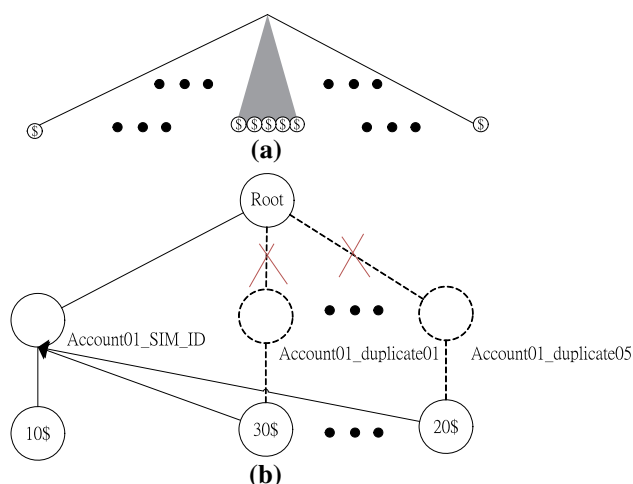 $ $ $ $ $ $ $
(a)
Root
Account01_SIM_ID
Account01_duplicate01
Account01_duplicate05
10$
30$
20$
(b)